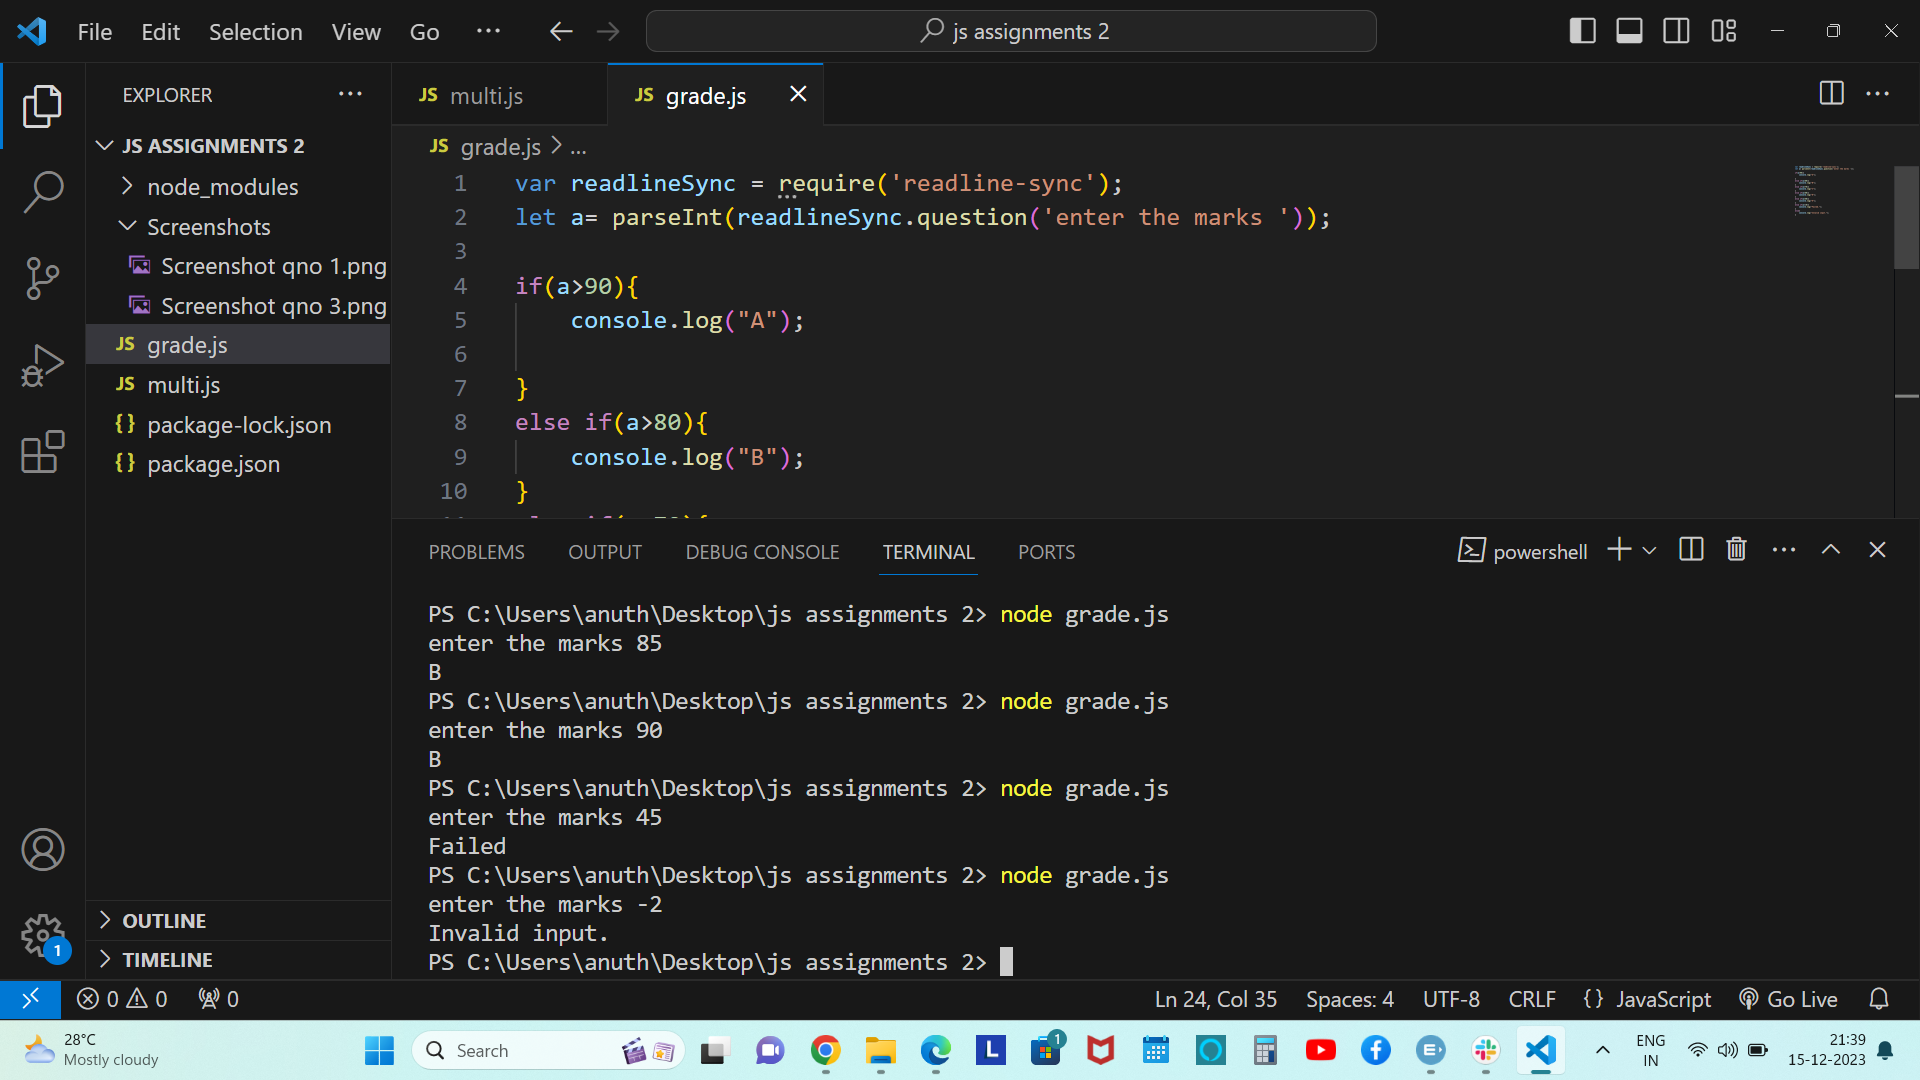 File Edit Selection View Go ··· js assignments 2
EXPLORER ···
JS ASSIGNMENTS 2
node_modules
Screenshots
Screenshot qno 1.png
Screenshot qno 3.png
JS grade.js
JS multi.js
{} package-lock.json
{} package.json
OUTLINE
TIMELINE
1
JS multi.js JS grade.js
JS grade.js > ...
1 var readlineSync = require('readline-sync');
2 let a= parseInt(readlineSync.question('enter the marks '));
3
4 if(a>90){
5 console.log("A");
6
7 }
8 else if(a>80){
9 console.log("B");
10 }
PROBLEMS OUTPUT DEBUG CONSOLE TERMINAL PORTS powershell
PS C:\Users\anuth\Desktop\js assignments 2> node grade.js
enter the marks 85
B
PS C:\Users\anuth\Desktop\js assignments 2> node grade.js
enter the marks 90
B
PS C:\Users\anuth\Desktop\js assignments 2> node grade.js
enter the marks 45
Failed
PS C:\Users\anuth\Desktop\js assignments 2> node grade.js
enter the marks -2
Invalid input.
PS C:\Users\anuth\Desktop\js assignments 2>
0 0 0 Ln 24, Col 35 Spaces: 4 UTF-8 CRLF {} JavaScript Go Live
28°C
Mostly cloudy
Search
L
1
E
ENG
IN
21:39
15-12-2023